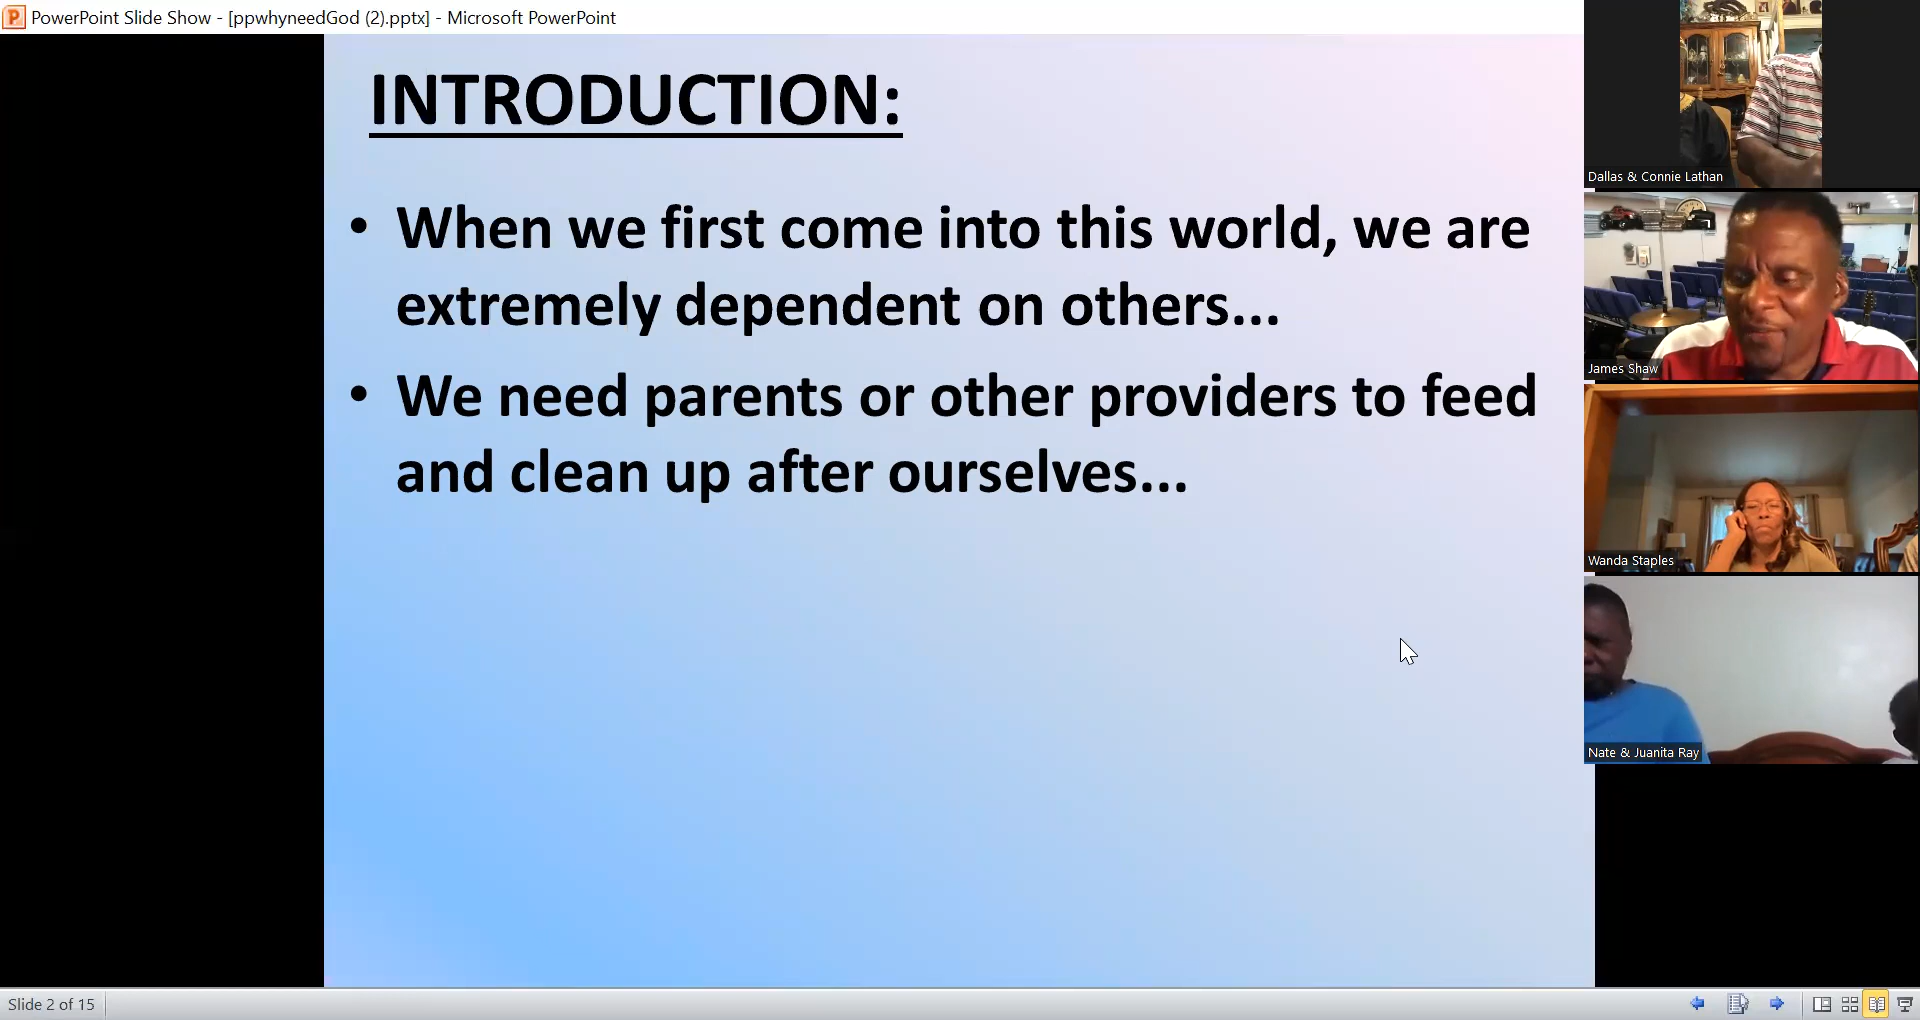 PowerPoint Slide Show - [ppwhyneedGod (2).pptx] - Microsoft PowerPoint
INTRODUCTION:
• When we first come into this world, we are
extremely dependent on others...
• We need parents or other providers to feed
and clean up after ourselves...
Dallas & Connie Lathan
James Shaw
Wanda Staples
Nate & Juanita Ray
Slide 2 of 15